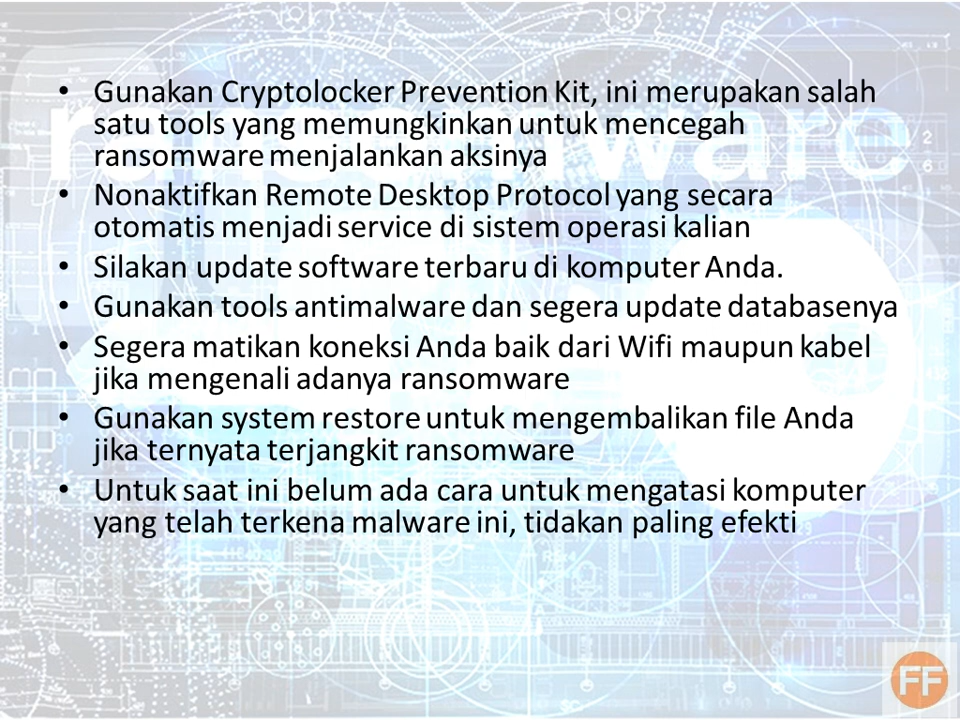 ransomware
• Gunakan Cryptolocker Prevention Kit, ini merupakan salah
satu tools yang memungkinkan untuk mencegah
ransomware menjalankan aksinya
• Nonaktifkan Remote Desktop Protocol yang secara
otomatis menjadi service di sistem operasi kalian
• Silakan update software terbaru di komputer Anda.
• Gunakan tools antimalware dan segera update databasenya
• Segera matikan koneksi Anda baik dari Wifi maupun kabel
jika mengenali adanya ransomware
• Gunakan system restore untuk mengembalikan file Anda
jika ternyata terjangkit ransomware
• Untuk saat ini belum ada cara untuk mengatasi komputer
yang telah terkena malware ini, tidakan paling efekti
FF